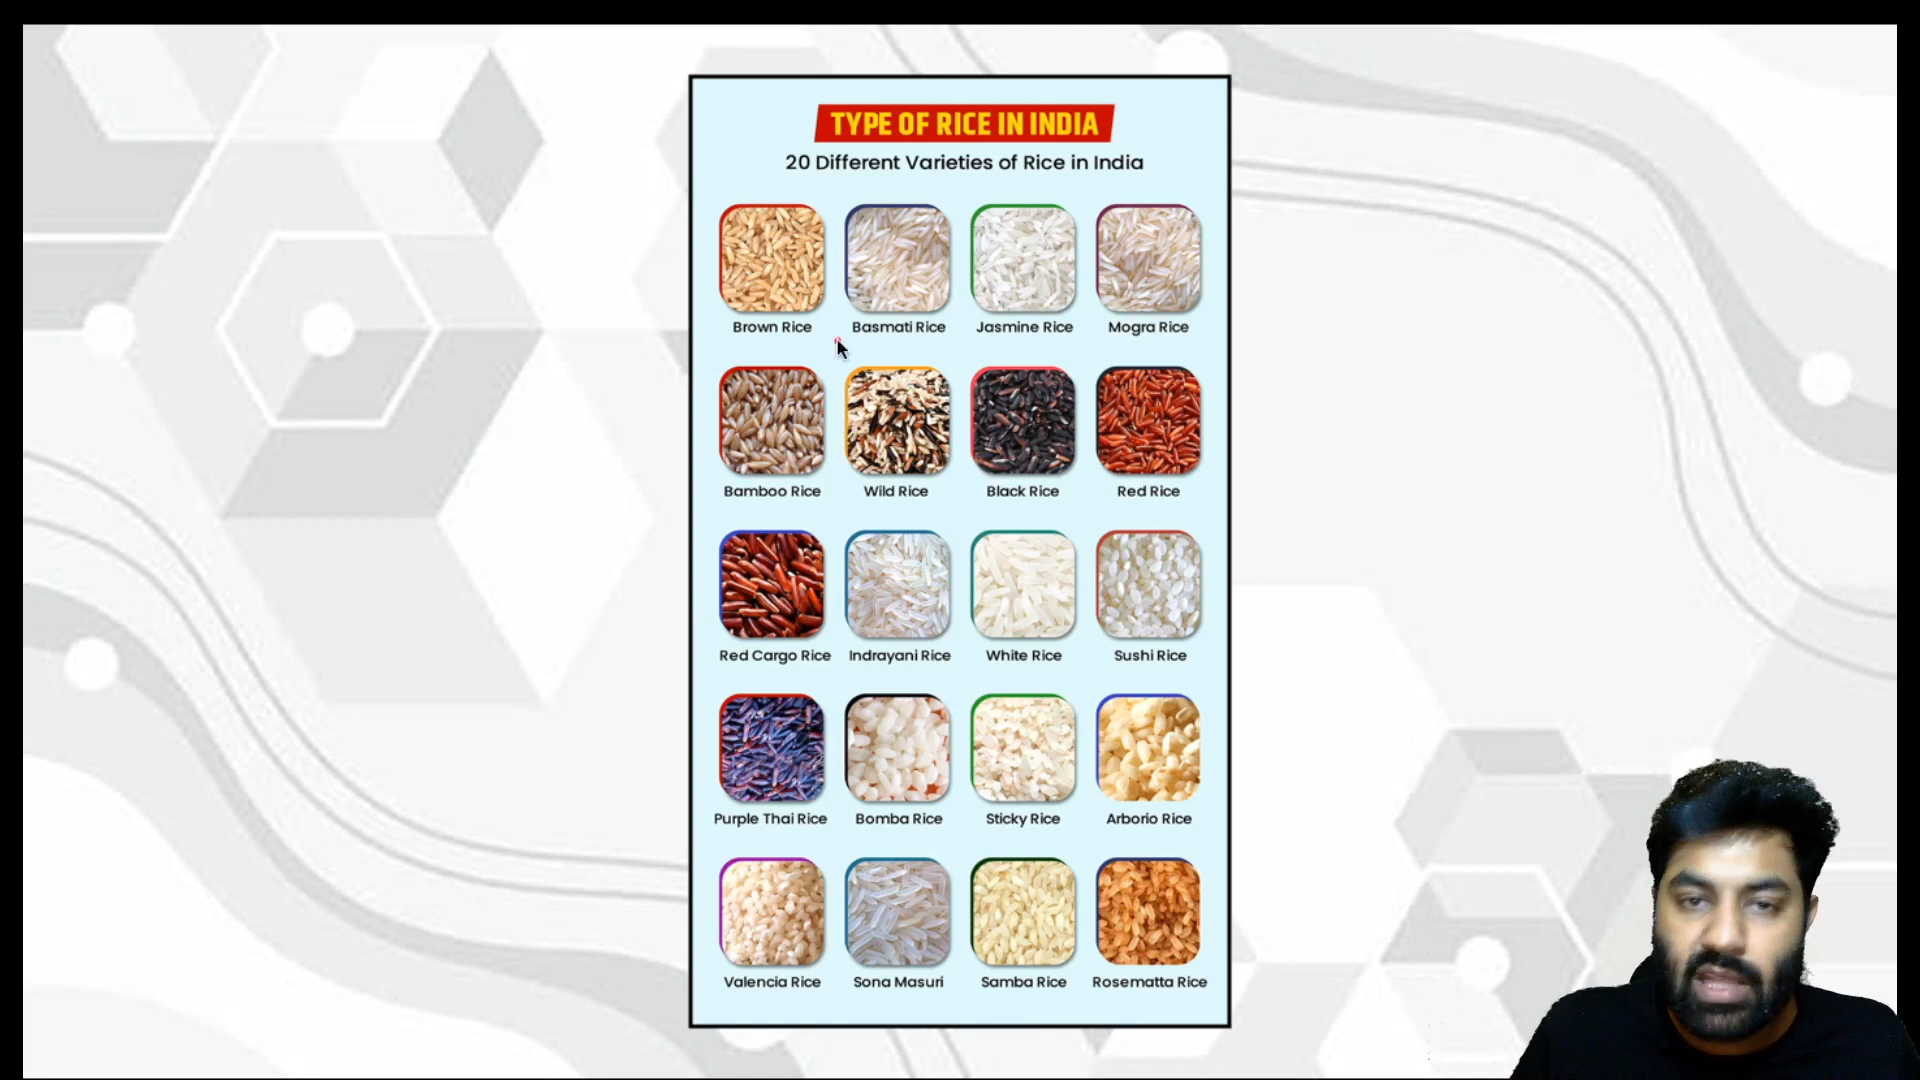 TYPE OF RICE IN INDIA
20 Different Varieties of Rice in India
Brown Rice
Basmati Rice
Jasmine Rice
Mogra Rice
Bamboo Rice
Wild Rice
Black Rice
Red Rice
Red Cargo Rice
Indrayani Rice
White Rice
Sushi Rice
Purple Thai Rice
Bomba Rice
Sticky Rice
Arborio Rice
Valencia Rice
Sona Masuri
Samba Rice
Rosematta Rice